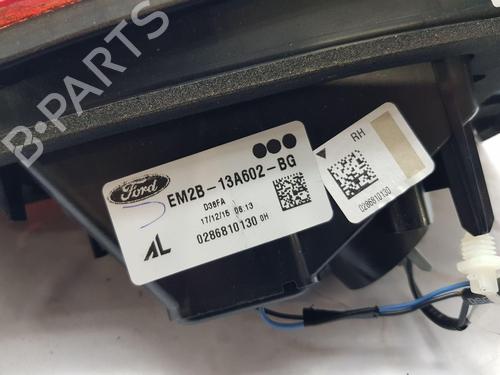 B-PARTS
Ford
EM2B-13A602-BG
D38FA
17/12/15 08.13
0286810130 0H
AL
RH
0286810130